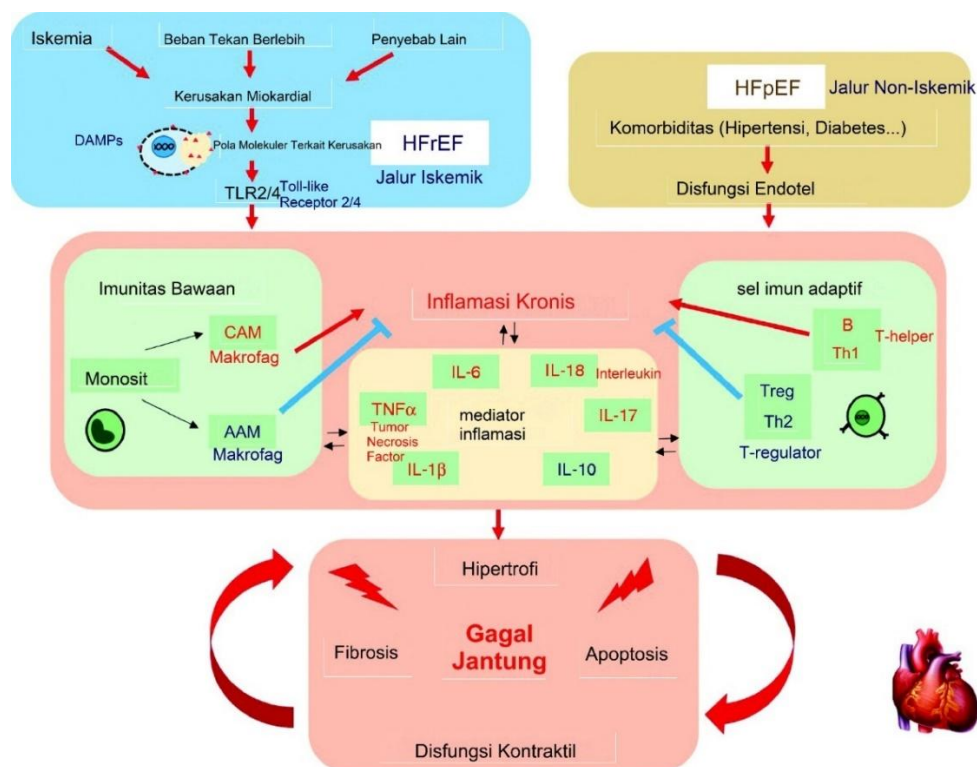 Iskemia
Beban Tekan Berlebih
Penyebab Lain
Kerusakan Miokardial
DAMPs
Pola Molekuler Terkait Kerusakan
HFrEF
Jalur Iskemik
TLR2/4
Toll-like
Receptor 2/4
HFpEF
Jalur Non-Iskemik
Komorbiditas (Hipertensi, Diabetes...)
Disfungsi Endotel
Imunitas Bawaan
CAM
Makrofag
Monosit
AAM
Makrofag
Inflamasi Kronis
IL-6
IL-18
Interleukin
TNFα
Tumor
Necrosis
Factor
mediator
inflamasi
IL-17
IL-1β
IL-10
sel imun adaptif
B
Th1
T-helper
Treg
Th2
T-regulator
Hipertrofi
Fibrosis
Gagal
Jantung
Apoptosis
Disfungsi Kontraktil